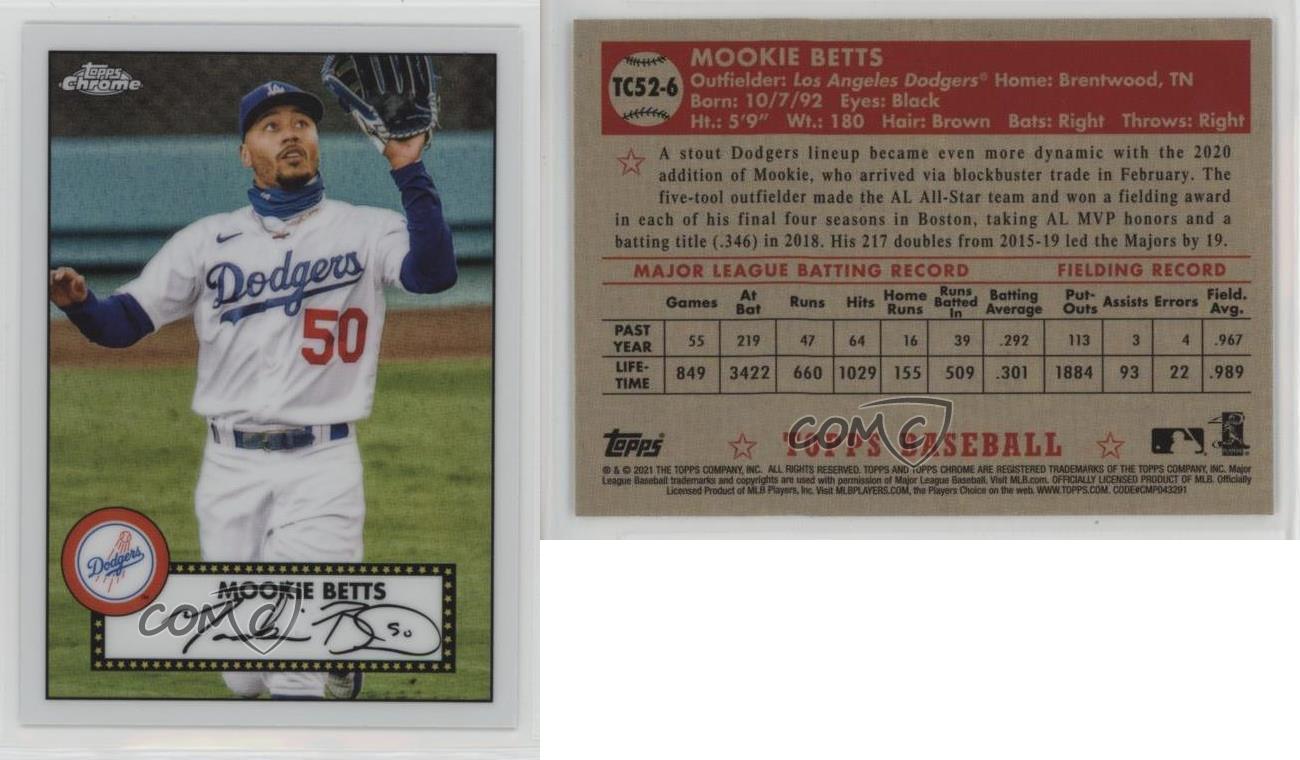 Topps
Chrome
Dodgers
50
Dodgers
MOOKIE BETTS
COMC
Mookie Betts 50
TC52-6
MOOKIE BETTS
Outfielder: Los Angeles Dodgers® Home: Brentwood, TN
Born: 10/7/92 Eyes: Black
Ht.: 5'9" Wt.: 180 Hair: Brown Bats: Right Throws: Right
A stout Dodgers lineup became even more dynamic with the 2020
addition of Mookie, who arrived via blockbuster trade in February. The
five-tool outfielder made the AL All-Star team and won a fielding award
in each of his final four seasons in Boston, taking AL MVP honors and a
batting title (.346) in 2018. His 217 doubles from 2015-19 led the Majors by 19.
MAJOR LEAGUE BATTING RECORD FIELDING RECORD
Games At Bat Runs Hits Home Runs Runs Batted In Batting Average Put-Outs Assists Errors Field. Avg.
PAST YEAR 55 219 47 64 16 39 .292 113 3 4 .967
LIFE-TIME 849 3422 660 1029 155 509 .301 1884 93 22 .989
COMC
Topps TOPPS BASEBALL
® & © 2021 THE TOPPS COMPANY, INC. ALL RIGHTS RESERVED. TOPPS AND TOPPS CHROME ARE REGISTERED TRADEMARKS OF THE TOPPS COMPANY, INC. Major
League Baseball trademarks and copyrights are used with permission of Major League Baseball. Visit MLB.com. OFFICIALLY LICENSED PRODUCT OF MLB. Officially
Licensed Product of MLB Players, Inc. Visit MLBPLAYERS.COM, the Players Choice on the web. WWW.TOPPS.COM. CODE#CMP043291